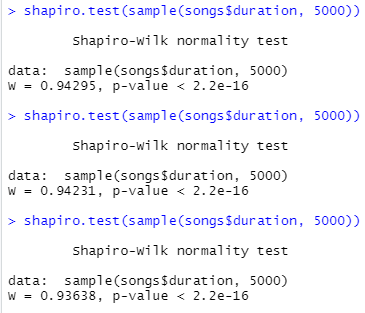 > shapiro.test(sample(songs$duration, 5000))
Shapiro-Wilk normality test
data:  sample(songs$duration, 5000)
W = 0.94295, p-value < 2.2e-16
> shapiro.test(sample(songs$duration, 5000))
Shapiro-Wilk normality test
data:  sample(songs$duration, 5000)
W = 0.94231, p-value < 2.2e-16
> shapiro.test(sample(songs$duration, 5000))
Shapiro-Wilk normality test
data:  sample(songs$duration, 5000)
W = 0.93638, p-value < 2.2e-16